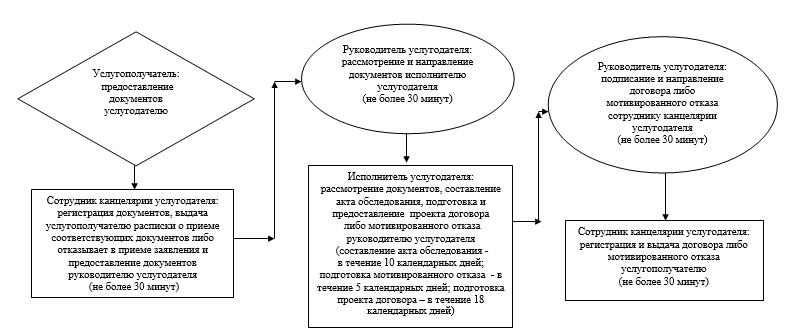 Услугополучатель:
предоставление
документов
услугодателю
Сотрудник канцелярии услугодателя:
регистрация документов, выдача
услугополучателю расписки о приеме
соответствующих документов либо
отказывает в приеме заявления и
предоставление документов
руководителю услугодателя
(не более 30 минут)
Руководитель услугодателя:
рассмотрение и направление
документов исполнителю
услугодателя
(не более 30 минут)
Исполнитель услугодателя:
рассмотрение документов, составление
акта обследования, подготовка и
предоставление проекта договора
либо мотивированного отказа
руководителю услугодателя
(составление акта обследования -
в течение 10 календарных дней;
подготовка мотивированного отказа - в
течение 5 календарных дней; подготовка
проекта договора – в течение 18
календарных дней)
Руководитель услугодателя:
подписание и направление
договора либо
мотивированного отказа
сотруднику канцелярии
услугодателя
(не более 30 минут)
Сотрудник канцелярии услугодателя:
регистрация и выдача договора либо
мотивированного отказа
услугополучателю
(не более 30 минут)